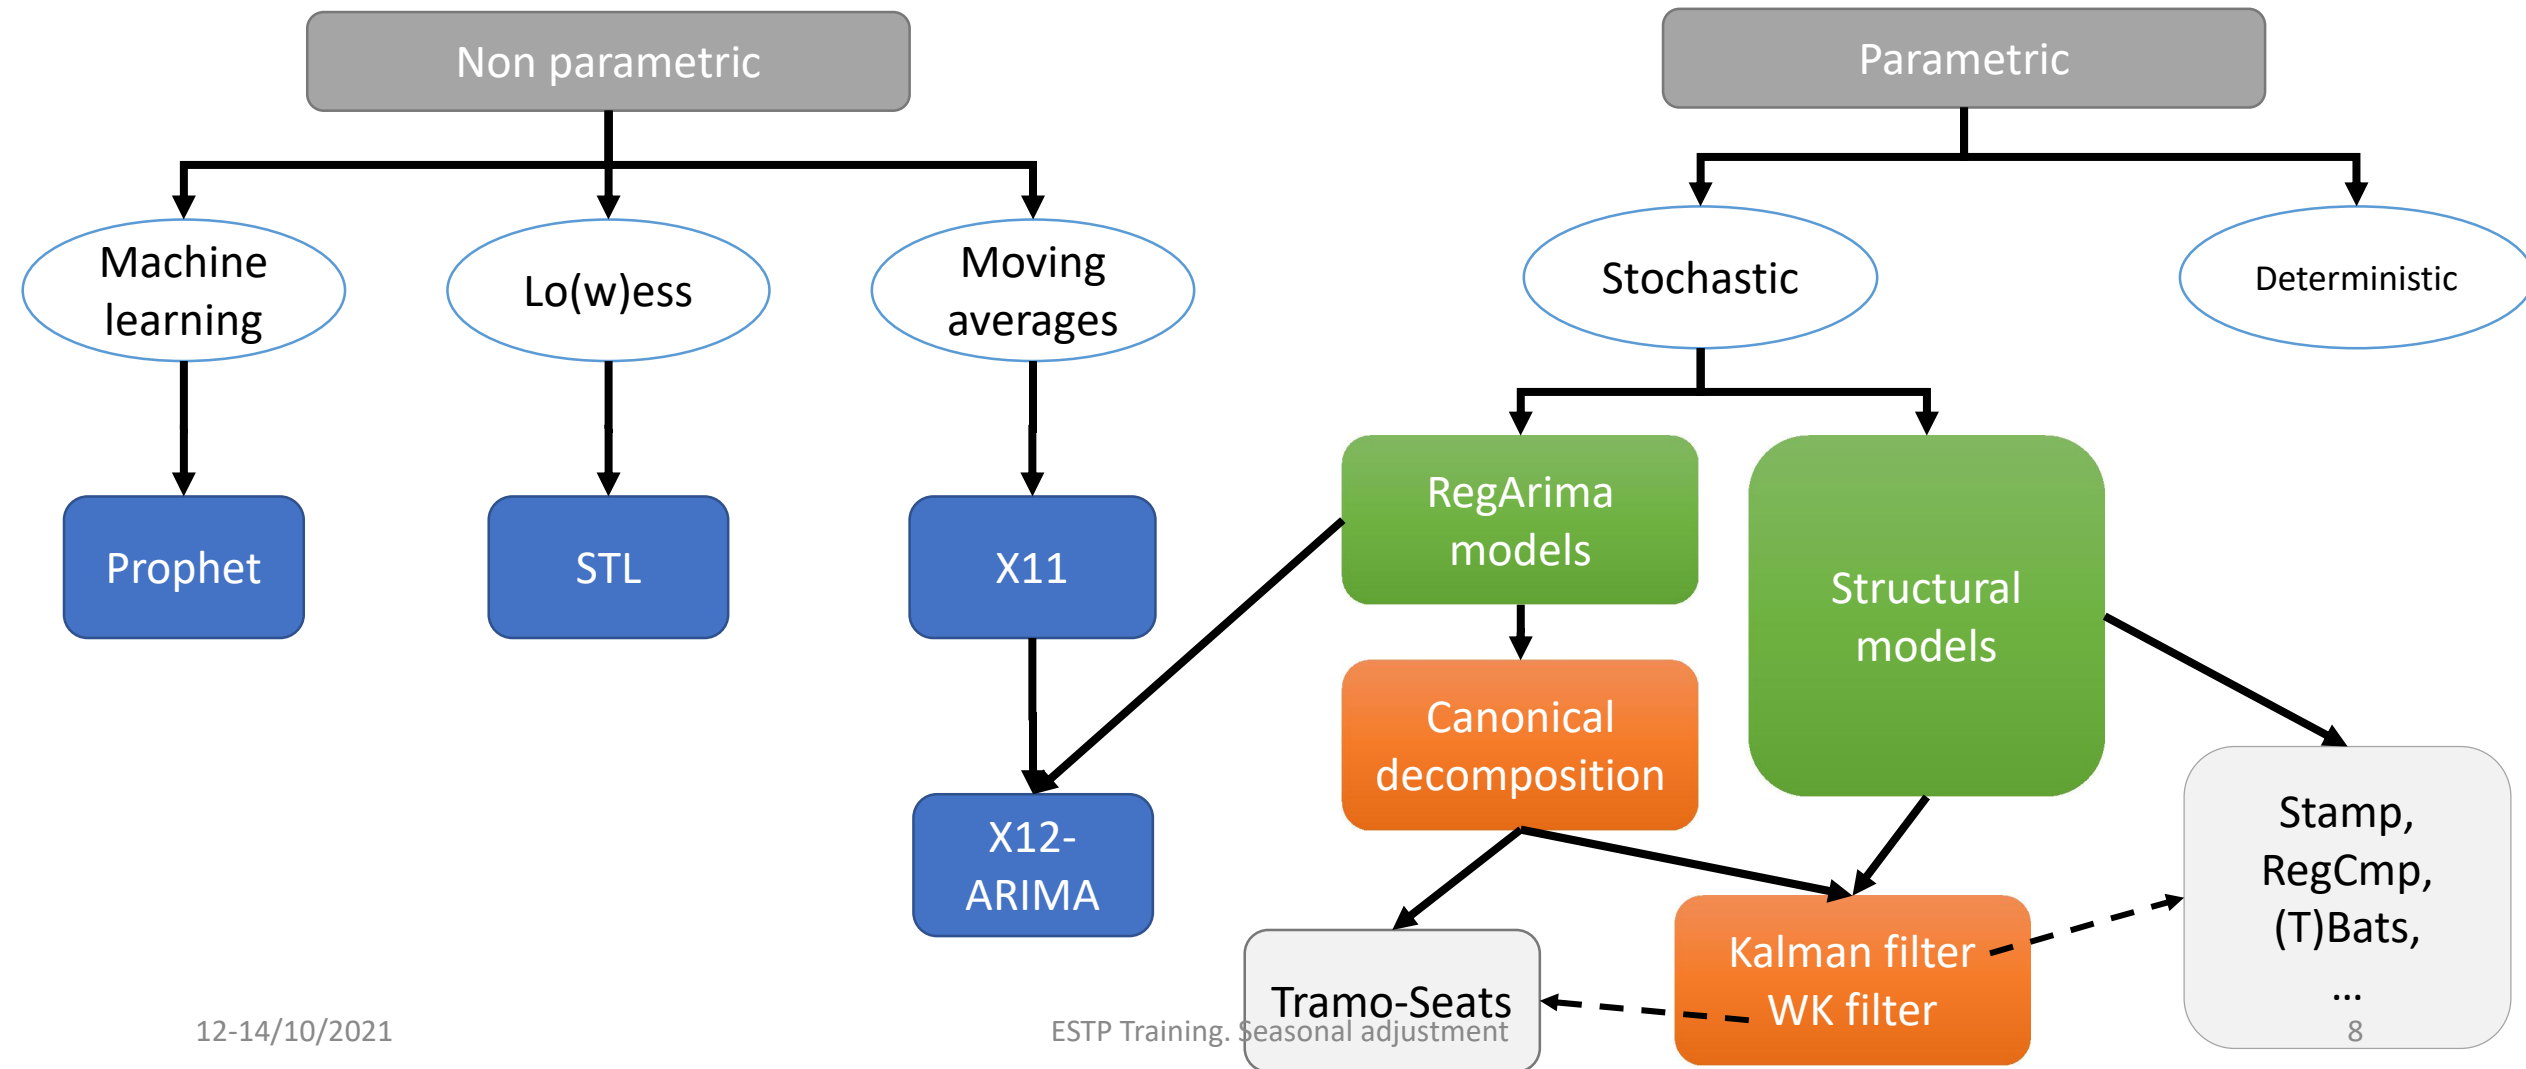 Non parametric
Parametric
Machine
learning
Lo(w)ess
Moving
averages
Stochastic
Deterministic
Prophet
STL
X11
RegArima
models
Structural
models
Canonical
decomposition
X12-
ARIMA
Stamp,
RegCmp,
(T)Bats,
...
Kalman filter
WK filter
Tramo-Seats
12-14/10/2021
ESTP Training. Seasonal adjustment
8